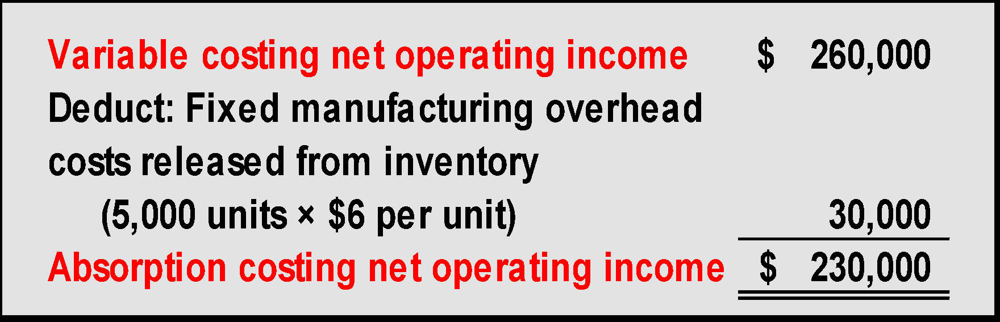 Variable costing net operating income $ 260,000
Deduct: Fixed manufacturing overhead
costs released from inventory
(5,000 units × $6 per unit) 30,000
Absorption costing net operating income $ 230,000